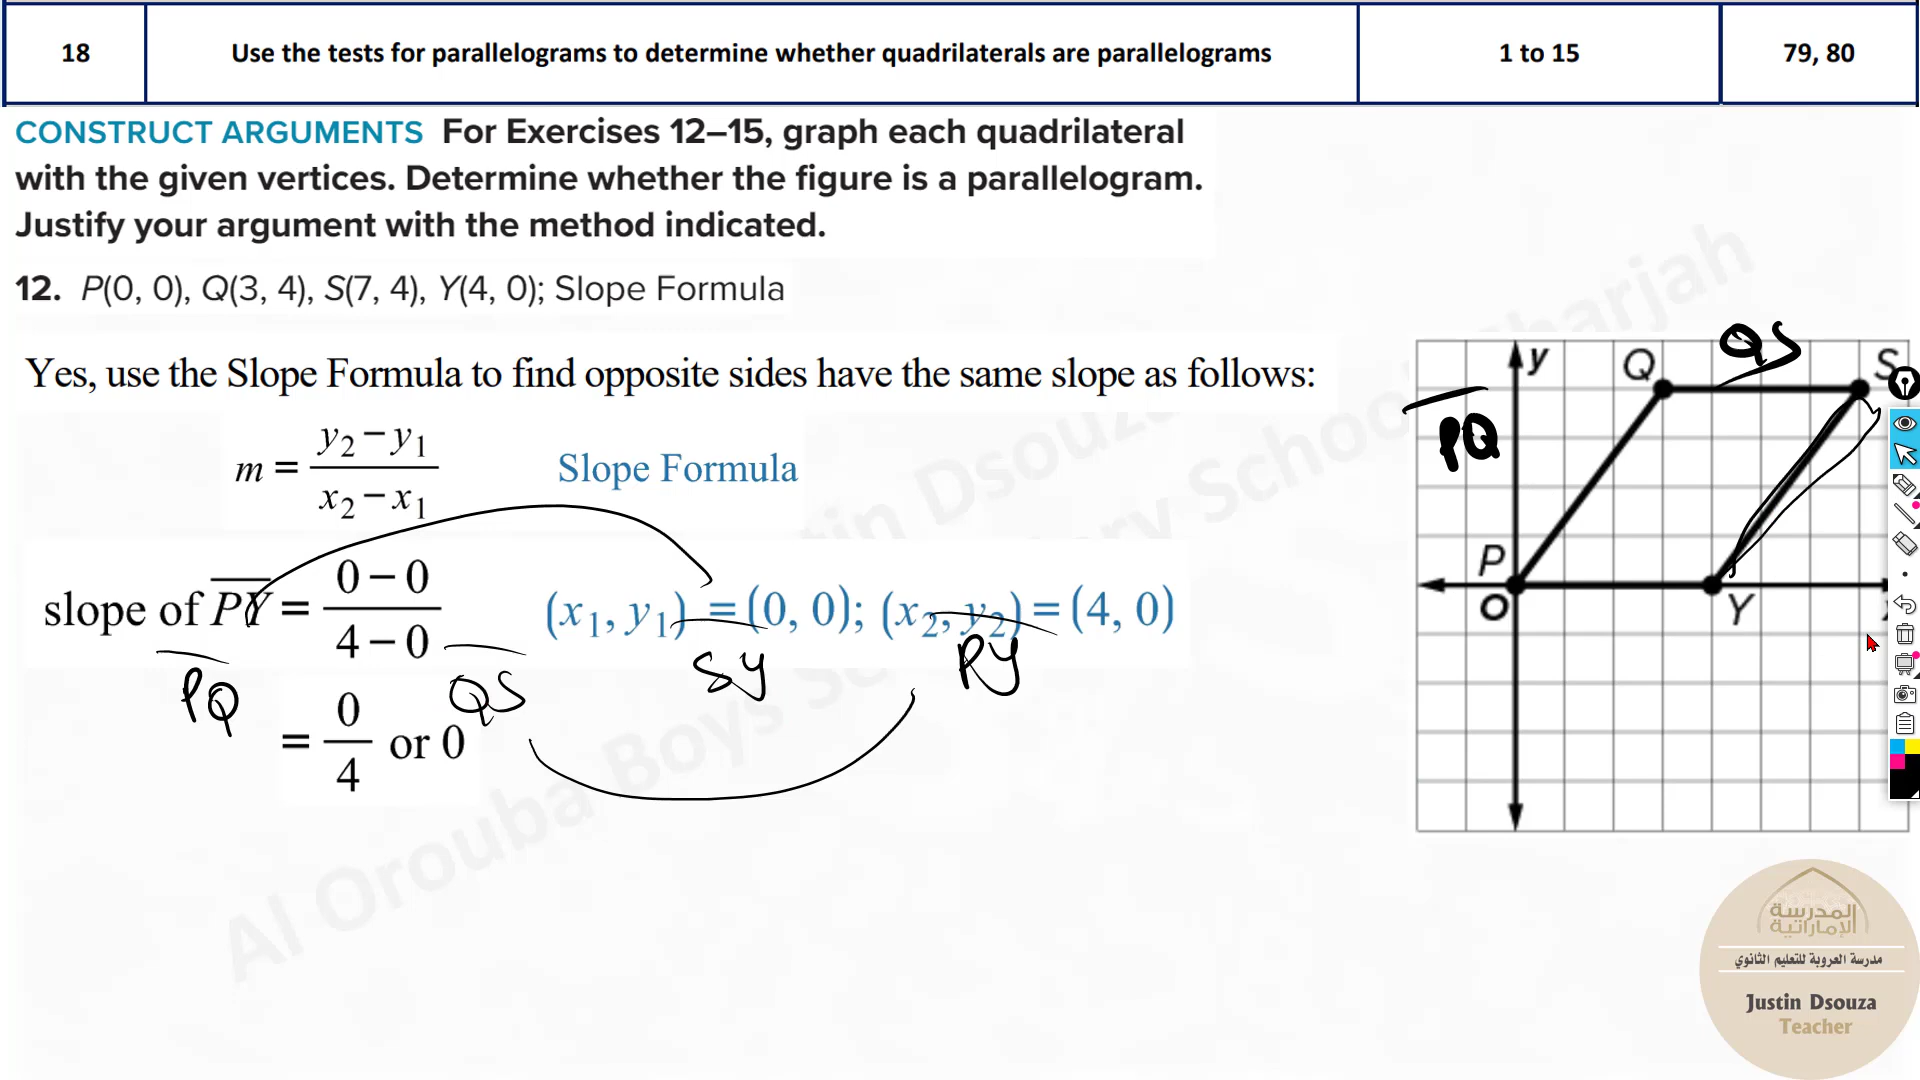 18 Use the tests for parallelograms to determine whether quadrilaterals are parallelograms 1 to 15 79, 80
CONSTRUCT ARGUMENTS For Exercises 12–15, graph each quadrilateral
with the given vertices. Determine whether the figure is a parallelogram.
Justify your argument with the method indicated.
12. P(0, 0), Q(3, 4), S(7, 4), Y(4, 0); Slope Formula
Yes, use the Slope Formula to find opposite sides have the same slope as follows:
m = (y₂ − y₁)/(x₂ − x₁) Slope Formula
slope of PY = (0 − 0)/(4 − 0) (x₁, y₁) = (0, 0); (x₂, y₂) = (4, 0)
PQ QS SY PY
= 0/4 or 0
QS
y Q S
PQ
P
O Y
Al Orouba Boys
المدرسة
الإماراتية
مدرسة العروبة للتعليم الثانوي
Justin Dsouza
Teacher